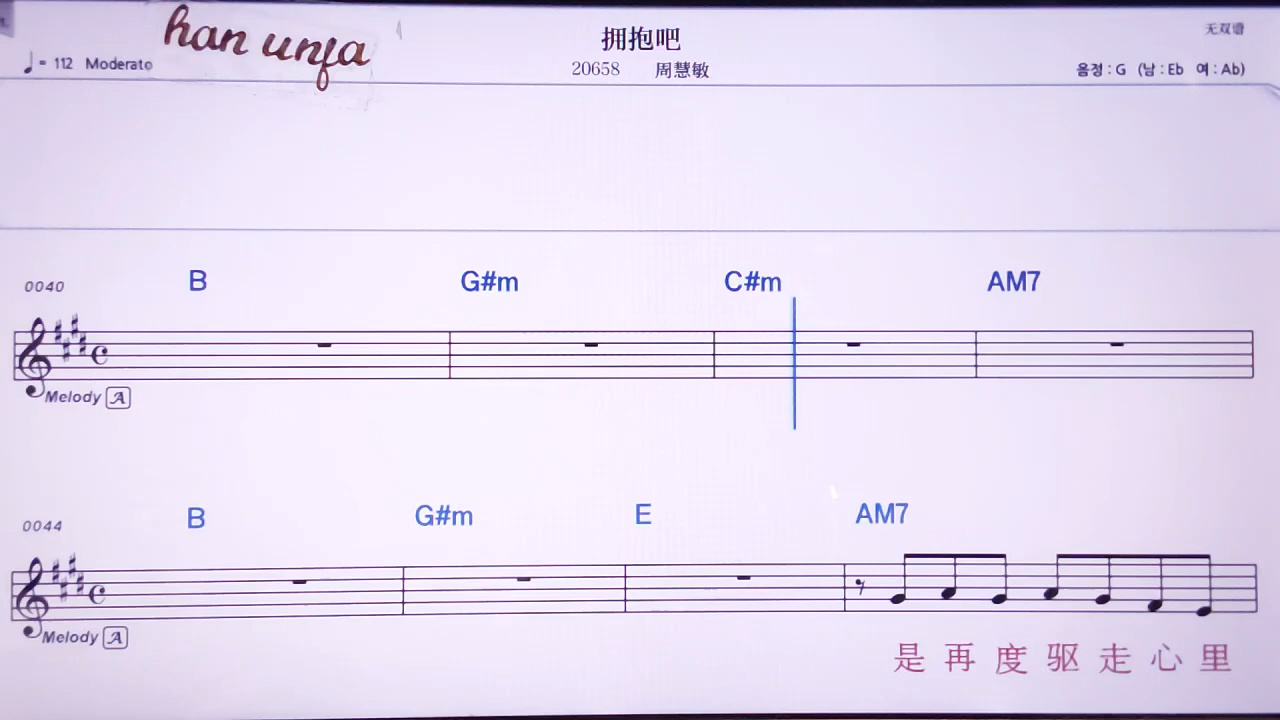 han unfa
拥抱吧
无双谱
♩= 112 Moderato
20658 周慧敏
음정 : G (남 : Eb 여 : Ab)
0040 B G#m C#m AM7
Melody A
0044 B G#m E AM7
Melody A
是再度驱走心里